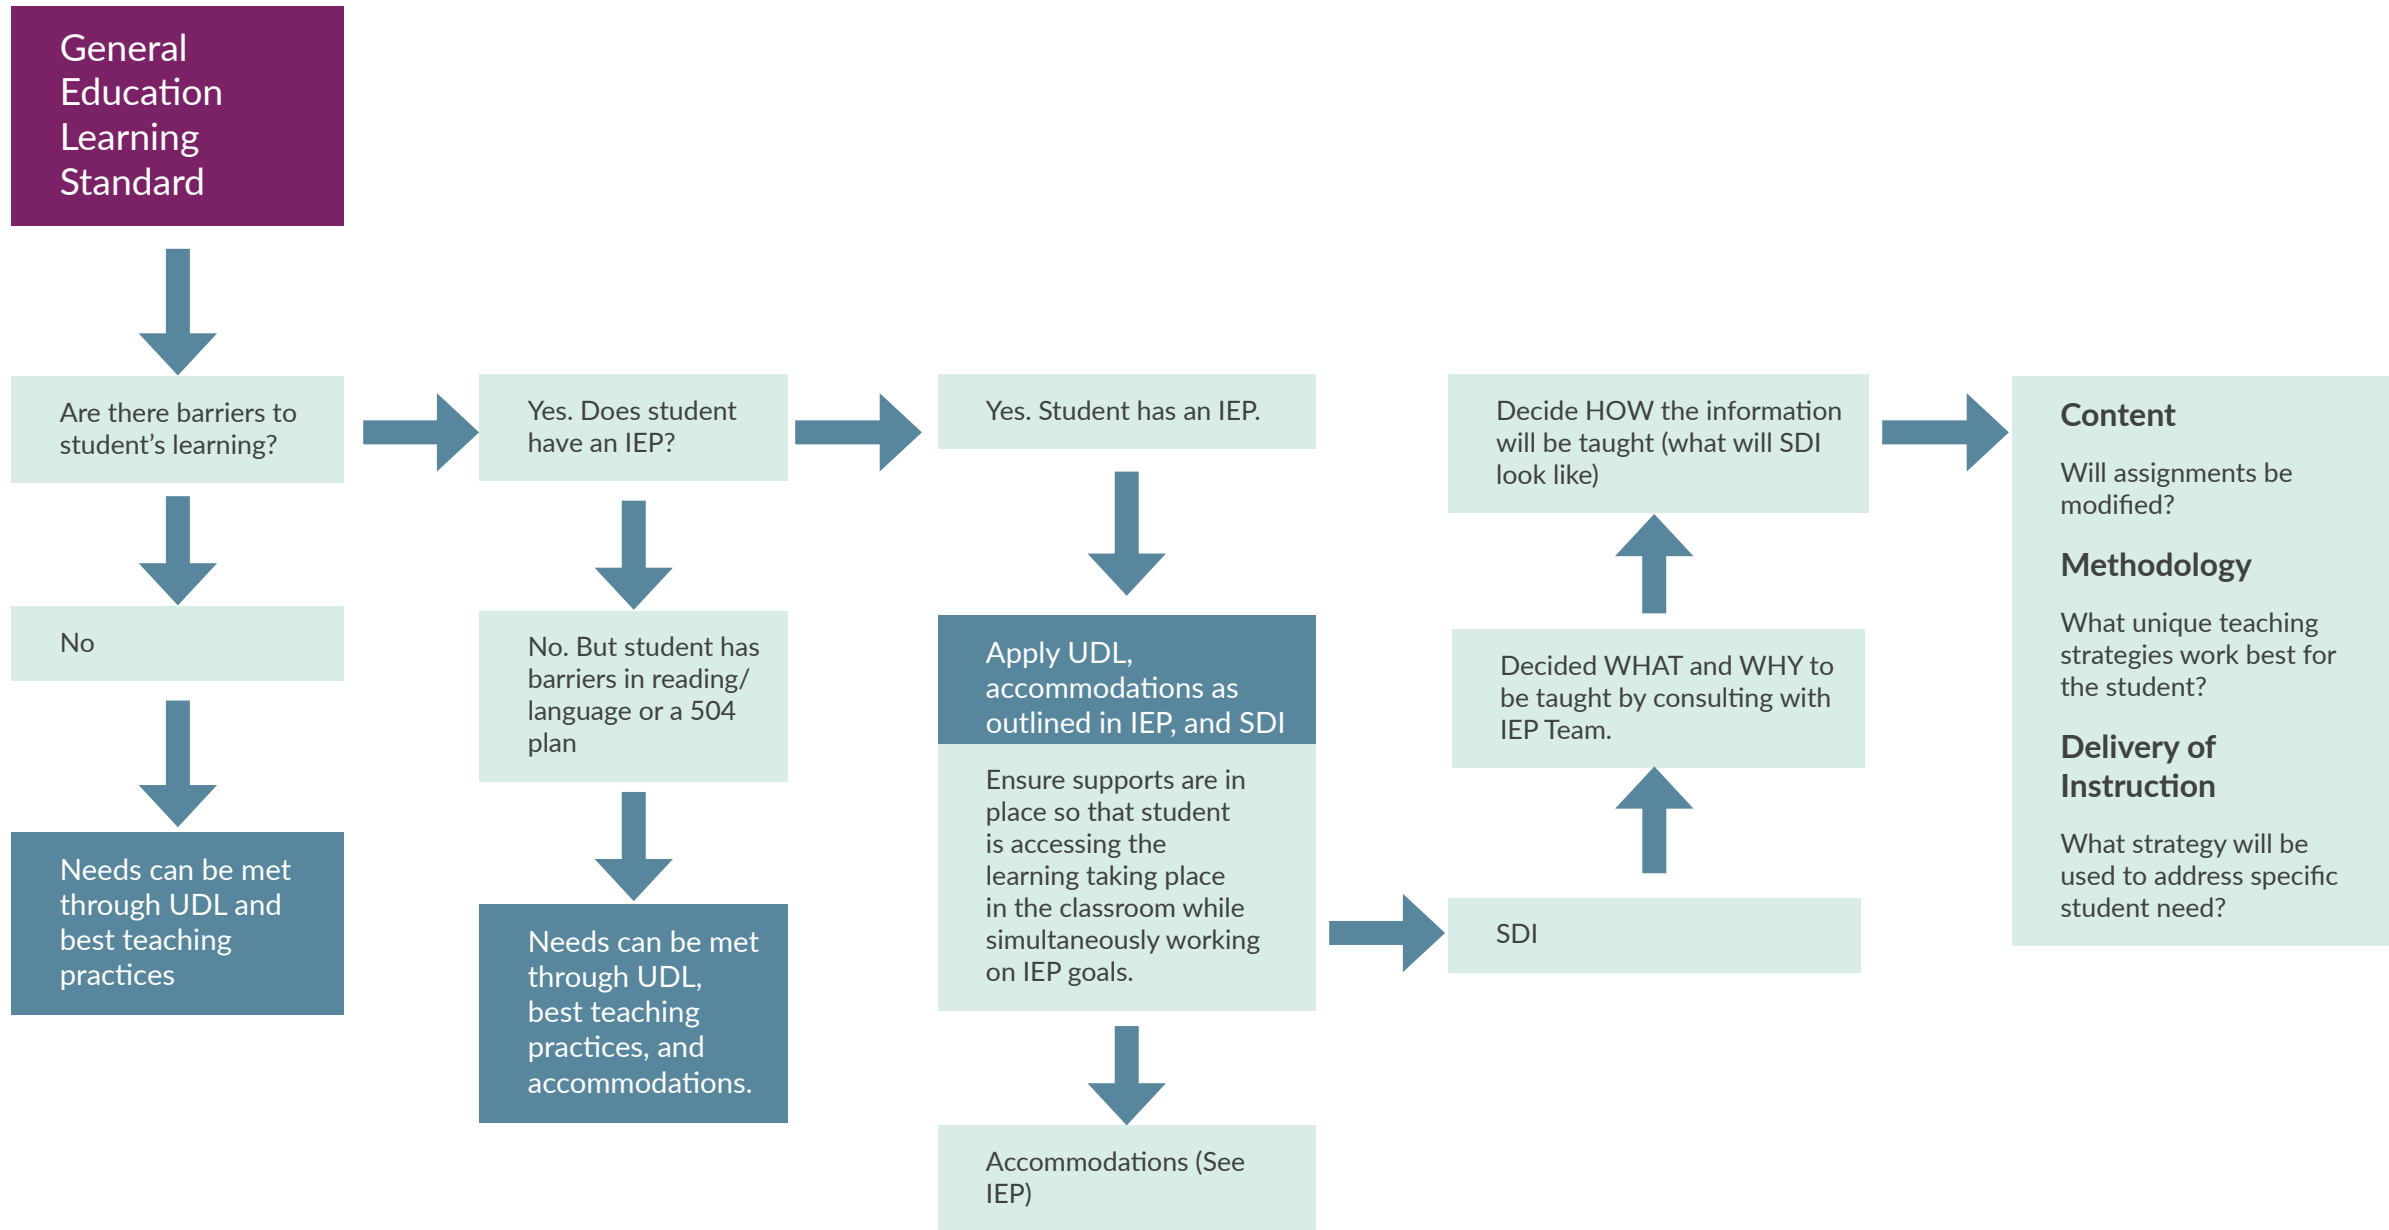 General
Education
Learning
Standard
Are there barriers to
student’s learning?
No
Needs can be met
through UDL and
best teaching
practices
Yes. Does student
have an IEP?
No. But student has
barriers in reading/
language or a 504
plan
Needs can be met
through UDL,
best teaching
practices, and
accommodations.
Yes. Student has an IEP.
Apply UDL,
accommodations as
outlined in IEP, and SDI
Ensure supports are in
place so that student
is accessing the
learning taking place
in the classroom while
simultaneously working
on IEP goals.
Accommodations (See
IEP)
SDI
Decided WHAT and WHY to
be taught by consulting with
IEP Team.
Decide HOW the information
will be taught (what will SDI
look like)
Content
Will assignments be
modified?
Methodology
What unique teaching
strategies work best for
the student?
Delivery of
Instruction
What strategy will be
used to address specific
student need?